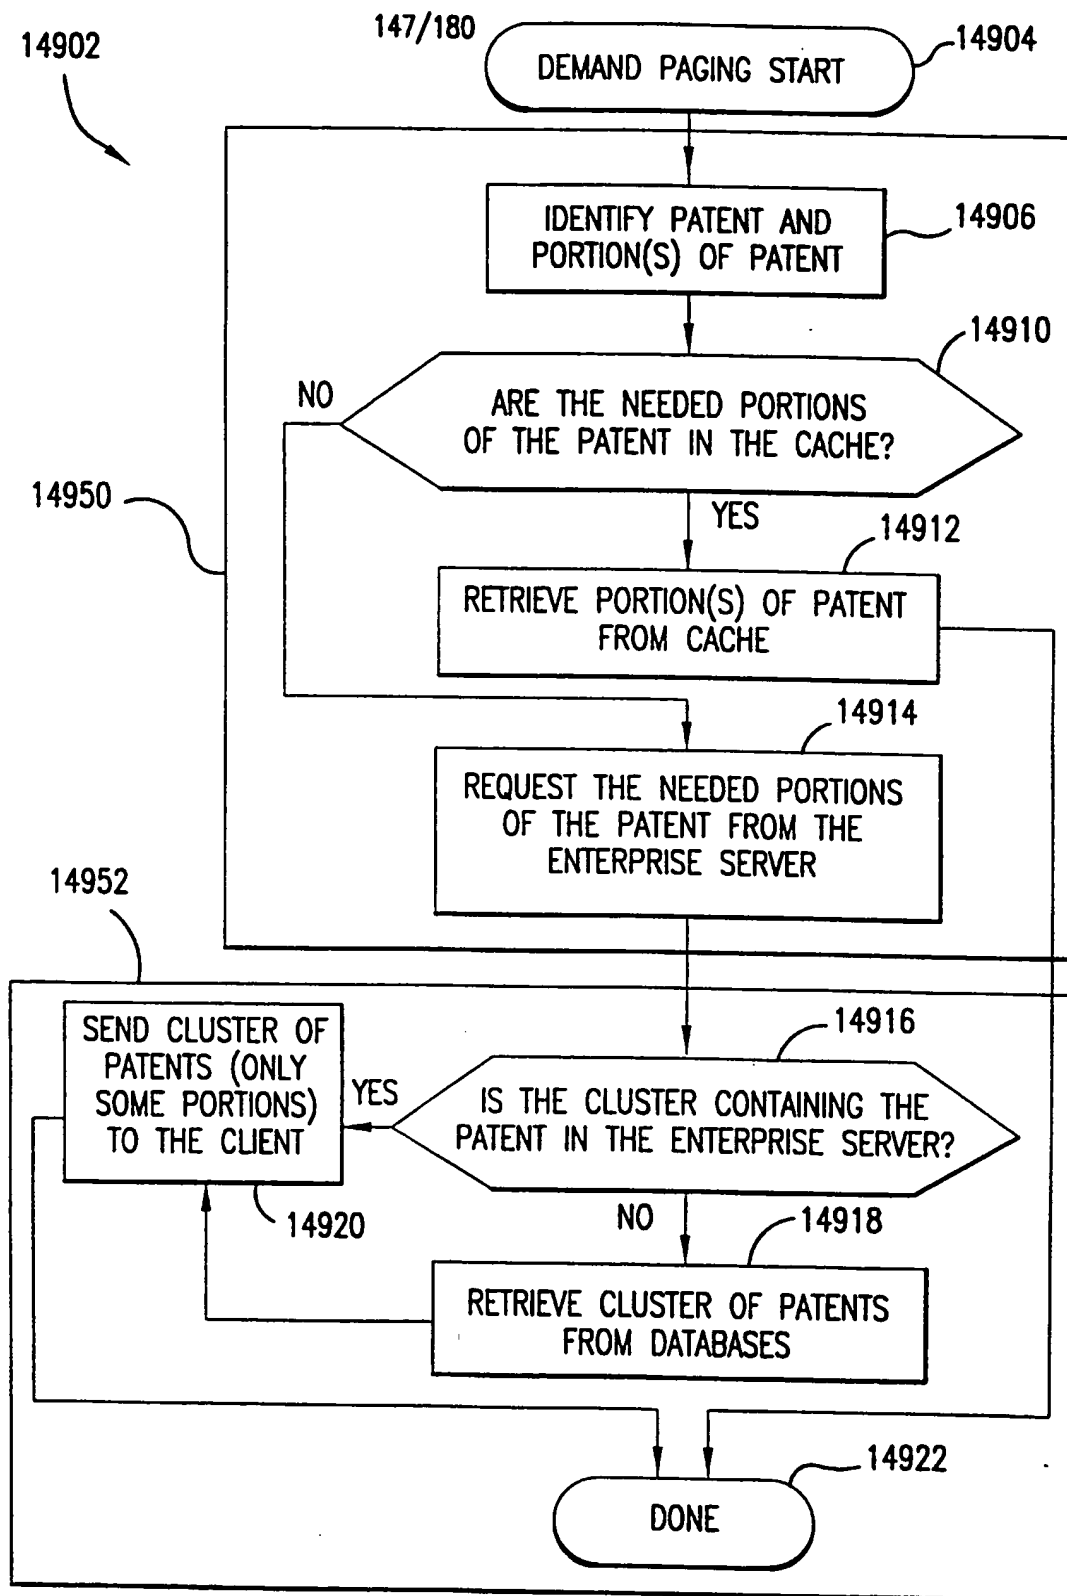 147/180
14902
DEMAND PAGING START
14904
IDENTIFY PATENT AND
PORTION(S) OF PATENT
14906
14910
NO
ARE THE NEEDED PORTIONS
OF THE PATENT IN THE CACHE?
14950
YES
14912
RETRIEVE PORTION(S) OF PATENT
FROM CACHE
14914
REQUEST THE NEEDED PORTIONS
OF THE PATENT FROM THE
ENTERPRISE SERVER
14952
SEND CLUSTER OF
PATENTS (ONLY
SOME PORTIONS)
TO THE CLIENT
YES
14916
IS THE CLUSTER CONTAINING THE
PATENT IN THE ENTERPRISE SERVER?
14920
NO
14918
RETRIEVE CLUSTER OF PATENTS
FROM DATABASES
14922
DONE